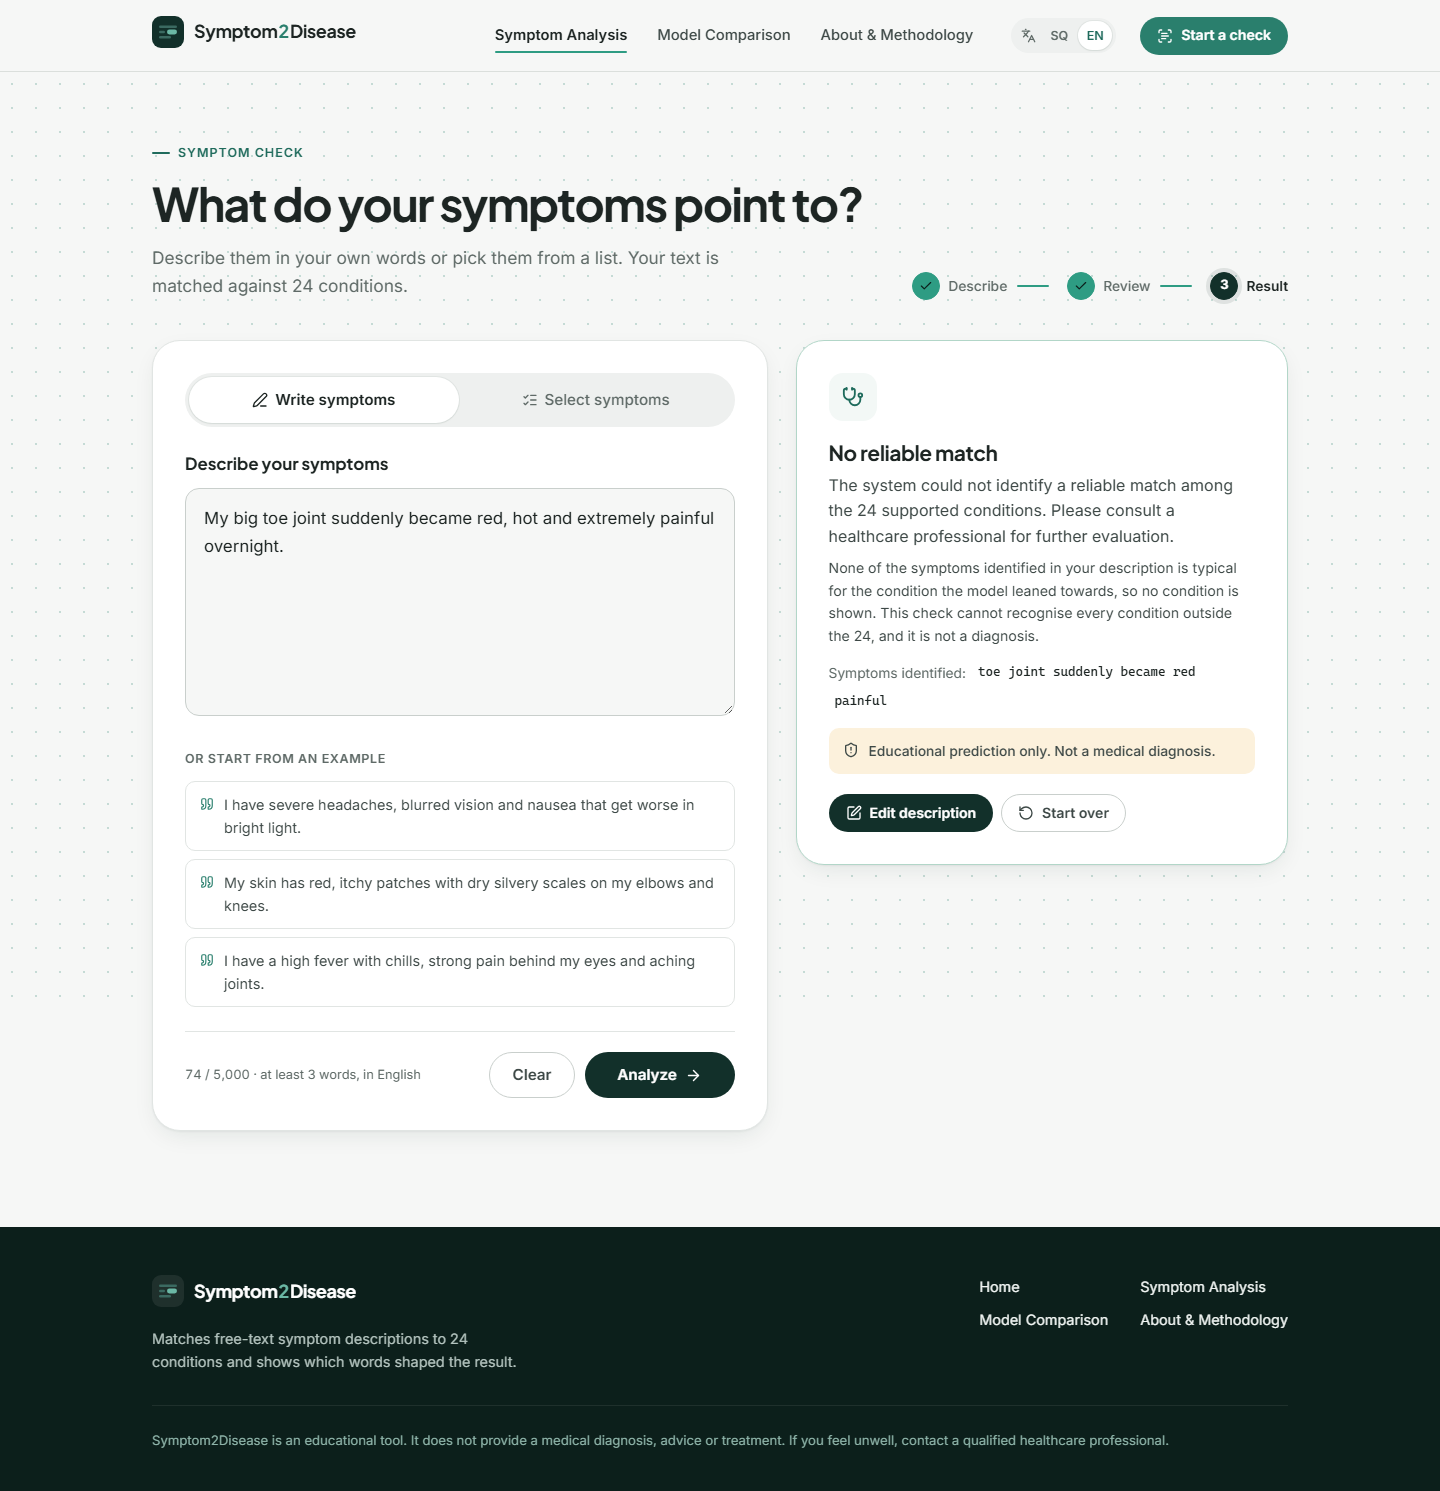 Symptom2Disease
Symptom Analysis
Model Comparison
About & Methodology
SQ
EN
Start a check
SYMPTOM CHECK
What do your symptoms point to?
Describe them in your own words or pick them from a list. Your text is
matched against 24 conditions.
Describe
Review
3
Result
Write symptoms
Select symptoms
Describe your symptoms
My big toe joint suddenly became red, hot and extremely painful
overnight.
OR START FROM AN EXAMPLE
I have severe headaches, blurred vision and nausea that get worse in
bright light.
My skin has red, itchy patches with dry silvery scales on my elbows and
knees.
I have a high fever with chills, strong pain behind my eyes and aching
joints.
74 / 5,000 · at least 3 words, in English
Clear
Analyze
No reliable match
The system could not identify a reliable match among
the 24 supported conditions. Please consult a
healthcare professional for further evaluation.
None of the symptoms identified in your description is typical
for the condition the model leaned towards, so no condition is
shown. This check cannot recognise every condition outside
the 24, and it is not a diagnosis.
Symptoms identified: toe joint suddenly became red
painful
Educational prediction only. Not a medical diagnosis.
Edit description
Start over
Symptom2Disease
Matches free-text symptom descriptions to 24
conditions and shows which words shaped the result.
Home
Symptom Analysis
Model Comparison
About & Methodology
Symptom2Disease is an educational tool. It does not provide a medical diagnosis, advice or treatment. If you feel unwell, contact a qualified healthcare professional.